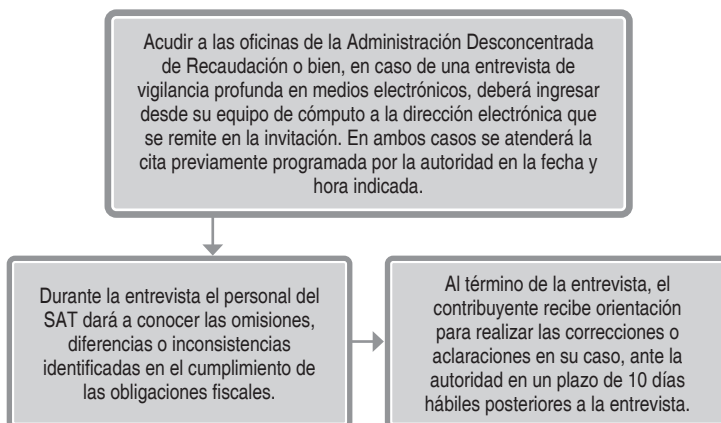 Acudir a las oficinas de la Administración Desconcentrada
de Recaudación o bien, en caso de una entrevista de
vigilancia profunda en medios electrónicos, deberá ingresar
desde su equipo de cómputo a la dirección electrónica que
se remite en la invitación. En ambos casos se atenderá la
cita previamente programada por la autoridad en la fecha y
hora indicada.
Durante la entrevista el personal del
SAT dará a conocer las omisiones,
diferencias o inconsistencias
identificadas en el cumplimiento de
las obligaciones fiscales.
Al término de la entrevista, el
contribuyente recibe orientación
para realizar las correcciones o
aclaraciones en su caso, ante la
autoridad en un plazo de 10 días
hábiles posteriores a la entrevista.